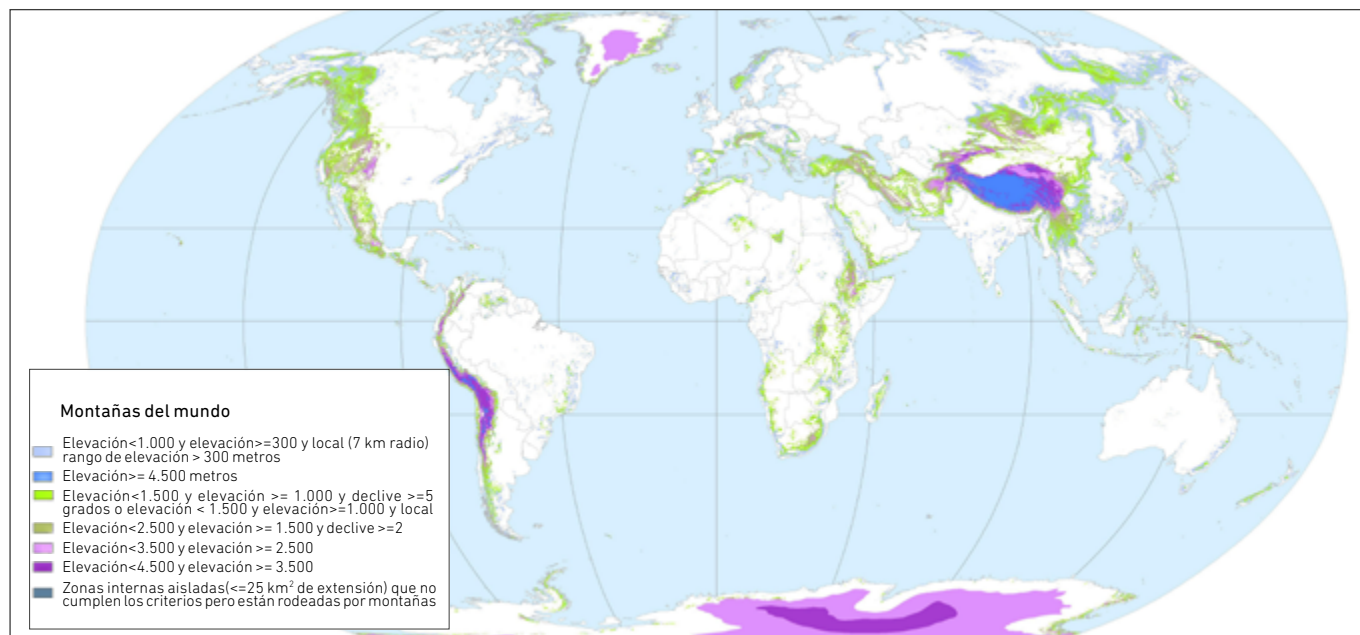 Montañas del mundo
Elevación<1.000 y elevación>=300 y local (7 km radio)
rango de elevación > 300 metros
Elevación>= 4.500 metros
Elevación<1.500 y elevación >= 1.000 y declive >=5
grados o elevación < 1.500 y elevación>=1.000 y local
Elevación<2.500 y elevación >= 1.500 y declive >=2
Elevación<3.500 y elevación >= 2.500
Elevación<4.500 y elevación >= 3.500
Zonas internas aisladas(<=25 km² de extensión) que no
cumplen los criterios pero están rodeadas por montañas